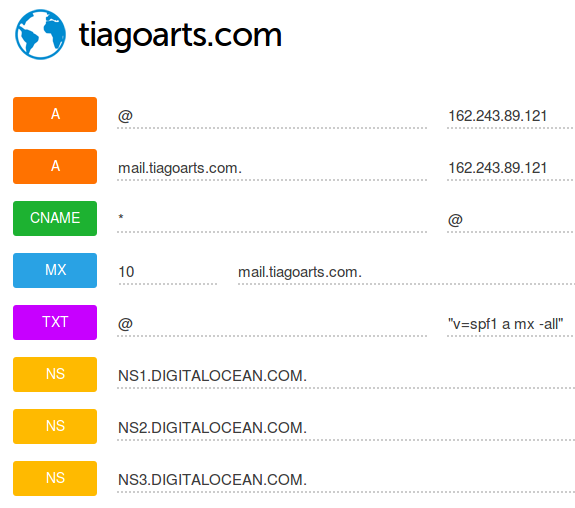 tiagoarts.com
A @ 162.243.89.121
A mail.tiagoarts.com. 162.243.89.121
CNAME * @
MX 10 mail.tiagoarts.com.
TXT @ "v=spf1 a mx -all"
NS NS1.DIGITALOCEAN.COM.
NS NS2.DIGITALOCEAN.COM.
NS NS3.DIGITALOCEAN.COM.